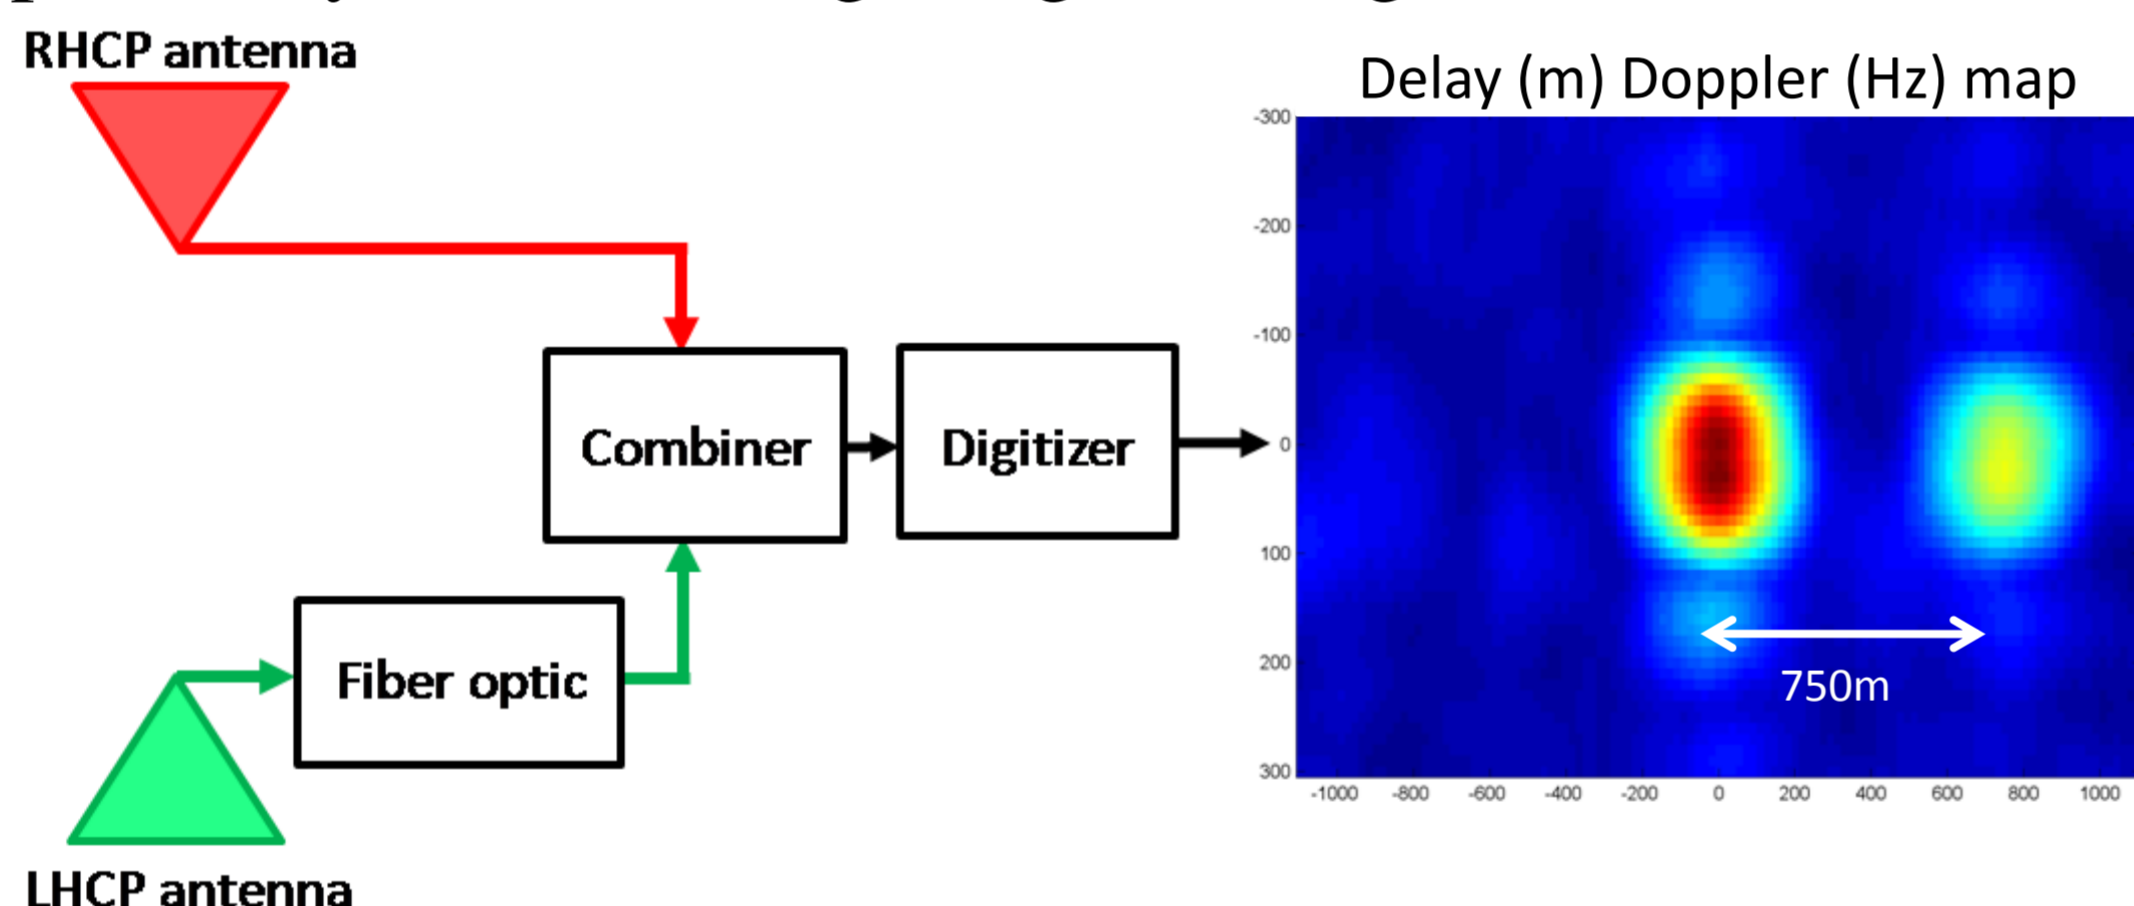 RHCP antenna
Delay (m) Doppler (Hz) map
-300
-200
-100
0
100
200
300
-1000 -800 -600 -400 -200 0 200 400 600 800 1000
750m
Combiner
Digitizer
Fiber optic
LHCP antenna